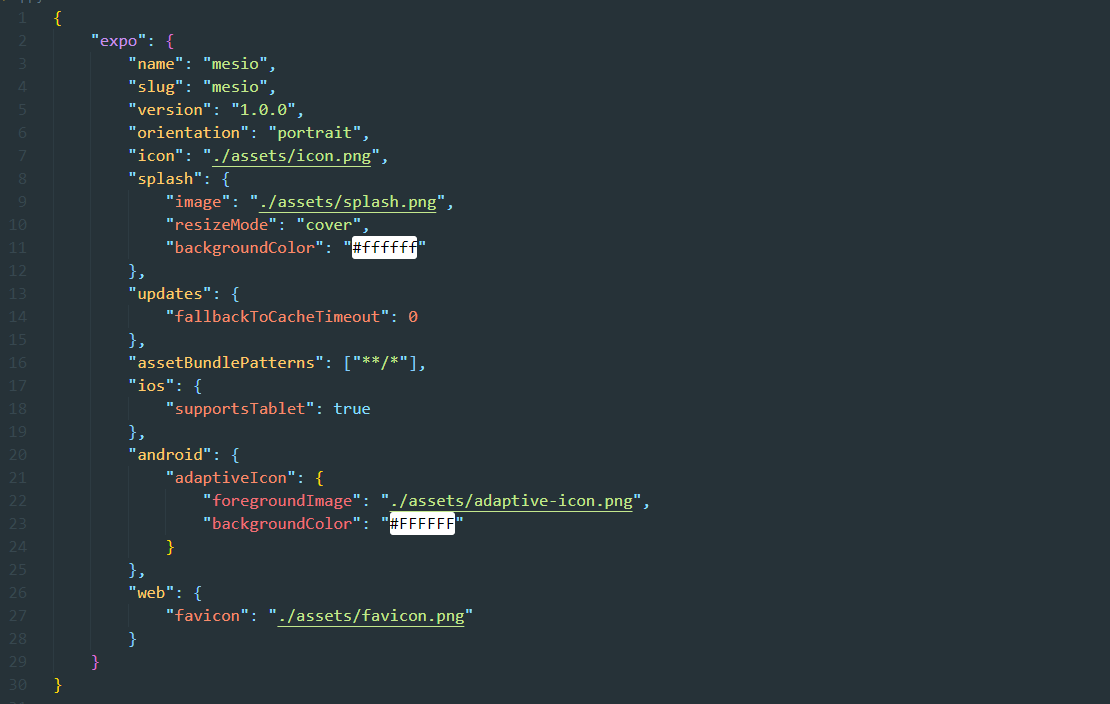 1 {
2     "expo": {
3         "name": "mesio",
4         "slug": "mesio",
5         "version": "1.0.0",
6         "orientation": "portrait",
7         "icon": "./assets/icon.png",
8         "splash": {
9             "image": "./assets/splash.png",
10             "resizeMode": "cover",
11             "backgroundColor": "#ffffff"
12         },
13         "updates": {
14             "fallbackToCacheTimeout": 0
15         },
16         "assetBundlePatterns": ["**/*"],
17         "ios": {
18             "supportsTablet": true
19         },
20         "android": {
21             "adaptiveIcon": {
22                 "foregroundImage": "./assets/adaptive-icon.png",
23                 "backgroundColor": "#FFFFFF"
24             }
25         },
26         "web": {
27             "favicon": "./assets/favicon.png"
28         }
29     }
30 }